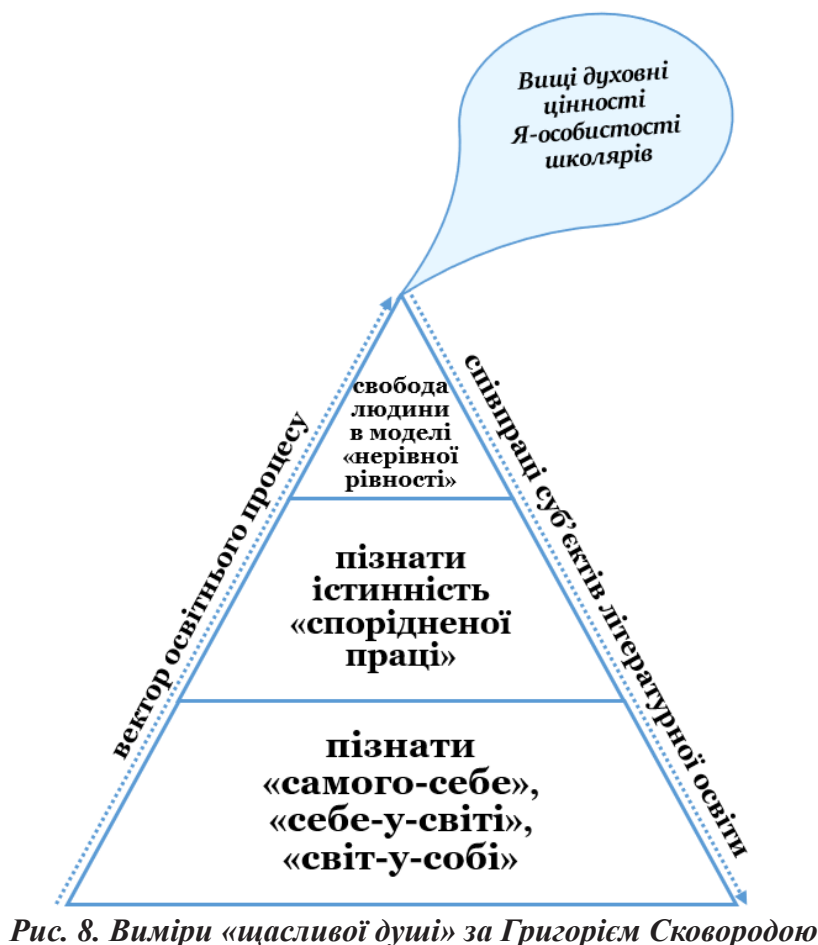 Вищі духовні
цінності
Я-особистості
школярів
вектор освітнього процесу
співпраці суб’єктів літературної освіти
свобода
людини
в моделі
«нерівної
рівності»
пізнати
істинність
«спорідненої
праці»
пізнати
«самого-себе»,
«себе-у-світі»,
«світ-у-собі»
Рис. 8. Виміри «щасливої душі» за Григорієм Сковородою